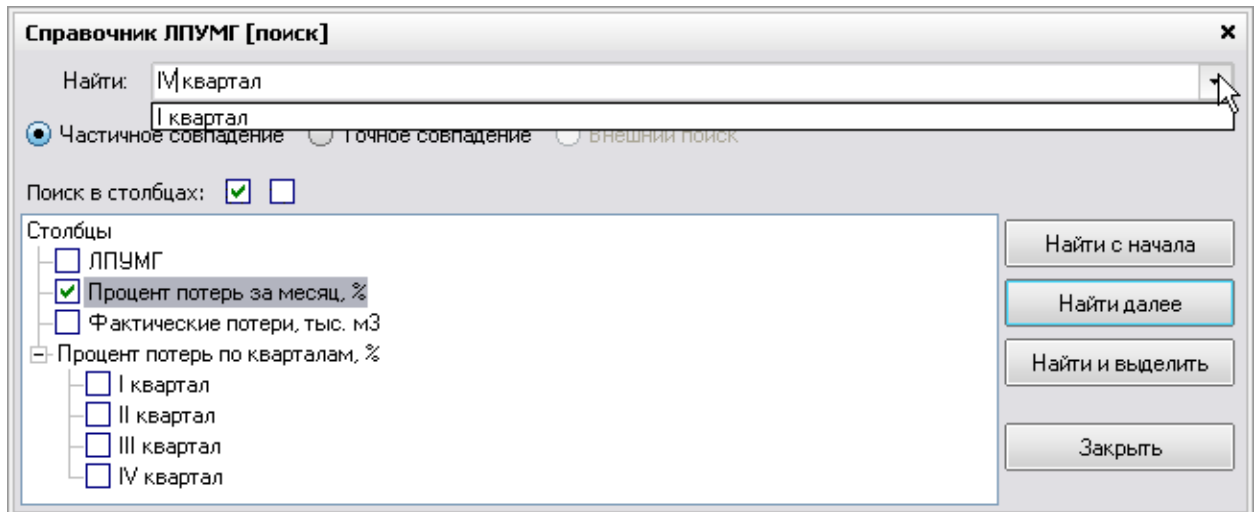 Справочник ЛПУМГ [поиск]
Найти: IV квартал
I квартал
Частичное совпадение Точное совпадение Внешний поиск
Поиск в столбцах:
Столбцы
ЛПУМГ
Процент потерь за месяц, %
Фактические потери, тыс. м3
Процент потерь по кварталам, %
I квартал
II квартал
III квартал
IV квартал
Найти с начала
Найти далее
Найти и выделить
Закрыть